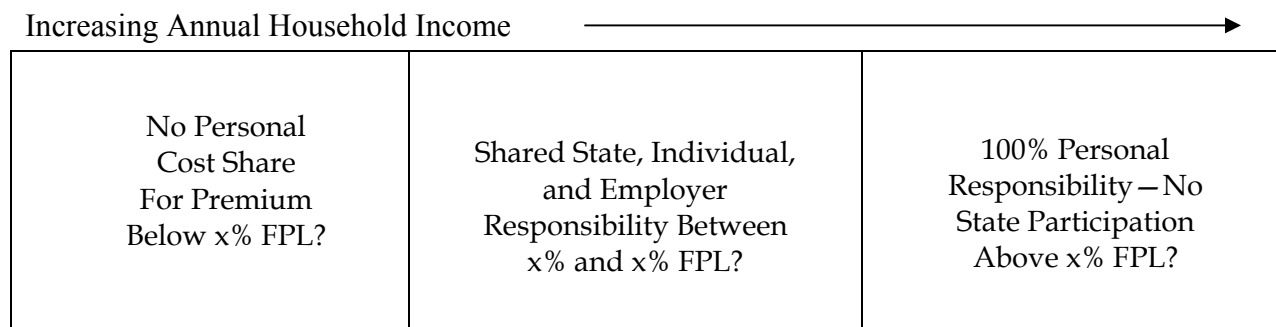 Increasing Annual Household Income
No Personal
Cost Share
For Premium
Below x% FPL?
Shared State, Individual,
and Employer
Responsibility Between
x% and x% FPL?
100% Personal
Responsibility—No
State Participation
Above x% FPL?